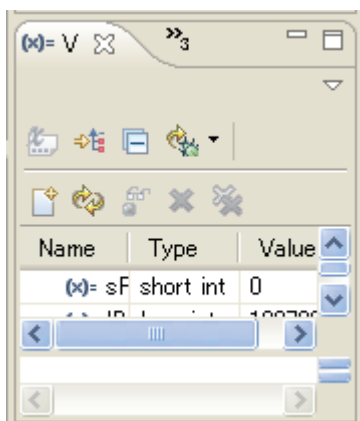 (x)= V »3
Name Type Value
(x)= sF short int 0